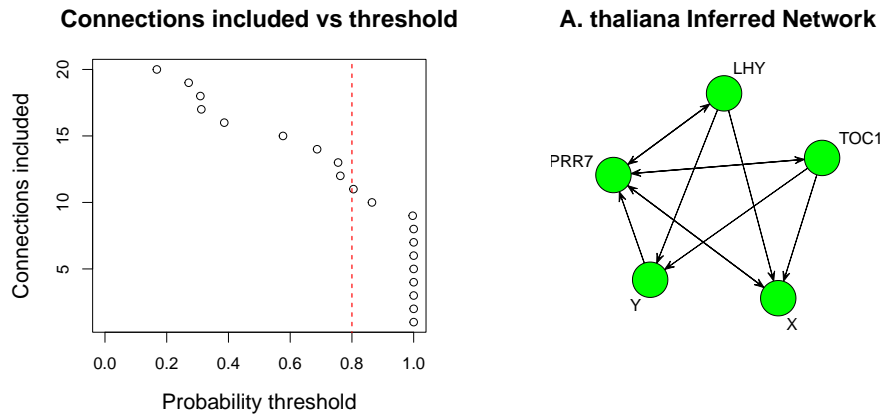 Connections included vs threshold
A. thaliana Inferred Network
Connections included
20
15
10
5
0.0 0.2 0.4 0.6 0.8 1.0
Probability threshold
LHY
TOC1
PRR7
Y
X